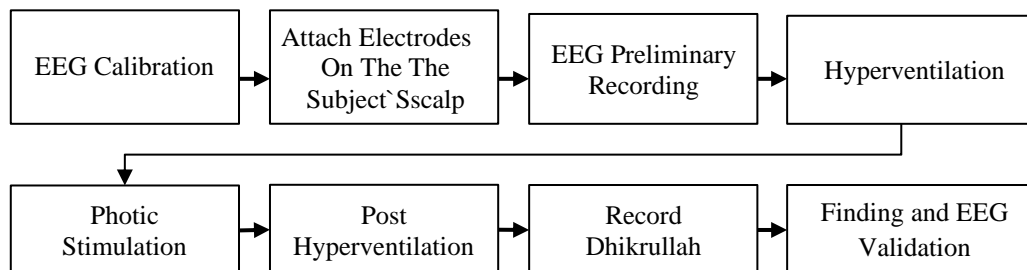 EEG Calibration
Attach Electrodes
On The The
Subject`Sscalp
EEG Preliminary
Recording
Hyperventilation
Photic
Stimulation
Post
Hyperventilation
Record
Dhikrullah
Finding and EEG
Validation